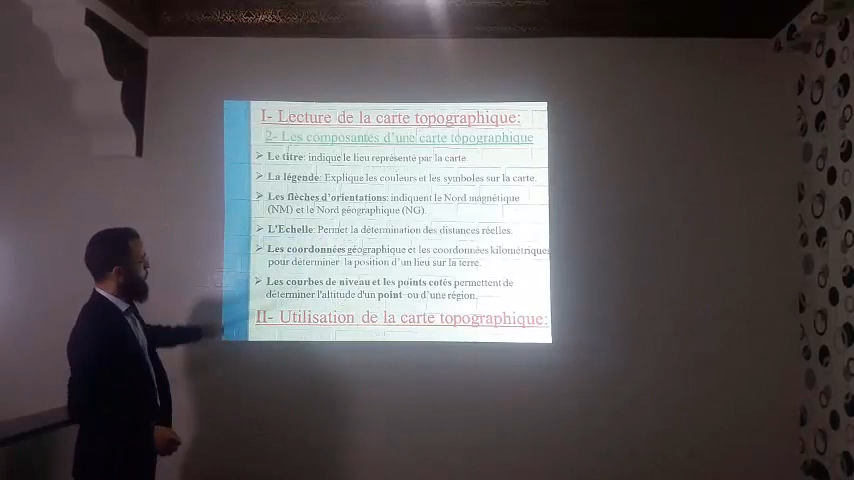 I- Lecture de la carte topographique:
2- Les composantes d'une carte topographique
➢ Le titre: indique le lieu représenté par la carte.
➢ La légende: Explique les couleurs et les symboles sur la carte.
➢ Les flèches d'orientations: indiquent le Nord magnétique
(NM) et le Nord géographique (NG).
➢ L'Echelle: Permet la détermination des distances réelles.
➢ Les coordonnées géographique et les coordonnées kilométriques
pour déterminer la position d'un lieu sur la terre.
➢ Les courbes de niveau et les points cotés permettent de
déterminer l'altitude d'un point ou d'une région.
II- Utilisation de la carte topographique: